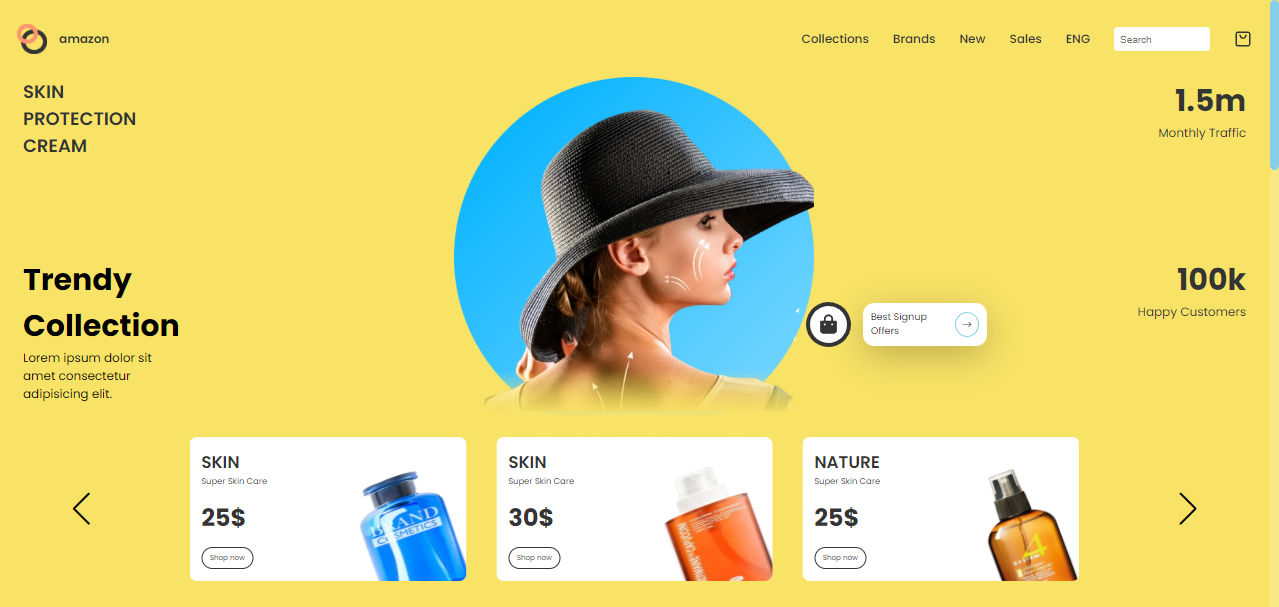 amazon
Collections Brands New Sales ENG Search
SKIN
PROTECTION
CREAM
1.5m
Monthly Traffic
Trendy
Collection
Lorem ipsum dolor sit
amet consectetur
adipisicing elit.
Best Signup
Offers
100k
Happy Customers
SKIN
Super Skin Care
25$
Shop now
BRAND
COSMETICS
SKIN
Super Skin Care
30$
Shop now
NATURE
Super Skin Care
25$
Shop now
4